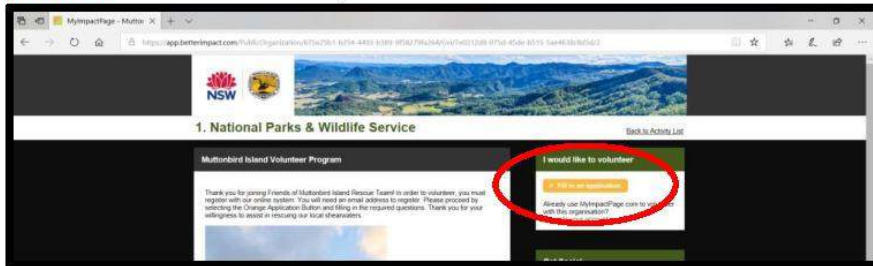 MyImpactPage - Mutton
app.betterimpact.com
NSW
1. National Parks & Wildlife Service
Back to Activity List
Muttonbird Island Volunteer Program
I would like to volunteer
Thank you for joining Friends of Muttonbird Island Rescue Team! In order to volunteer, you must
register with our online system. You will need an email address to register. Please proceed by
selecting the Orange Application Button and filling in the required questions. Thank you for your
willingness to assist in rescuing our local shearwaters.
Fill in an application
Already use MyImpactPage.com to volunteer
with this organisation?